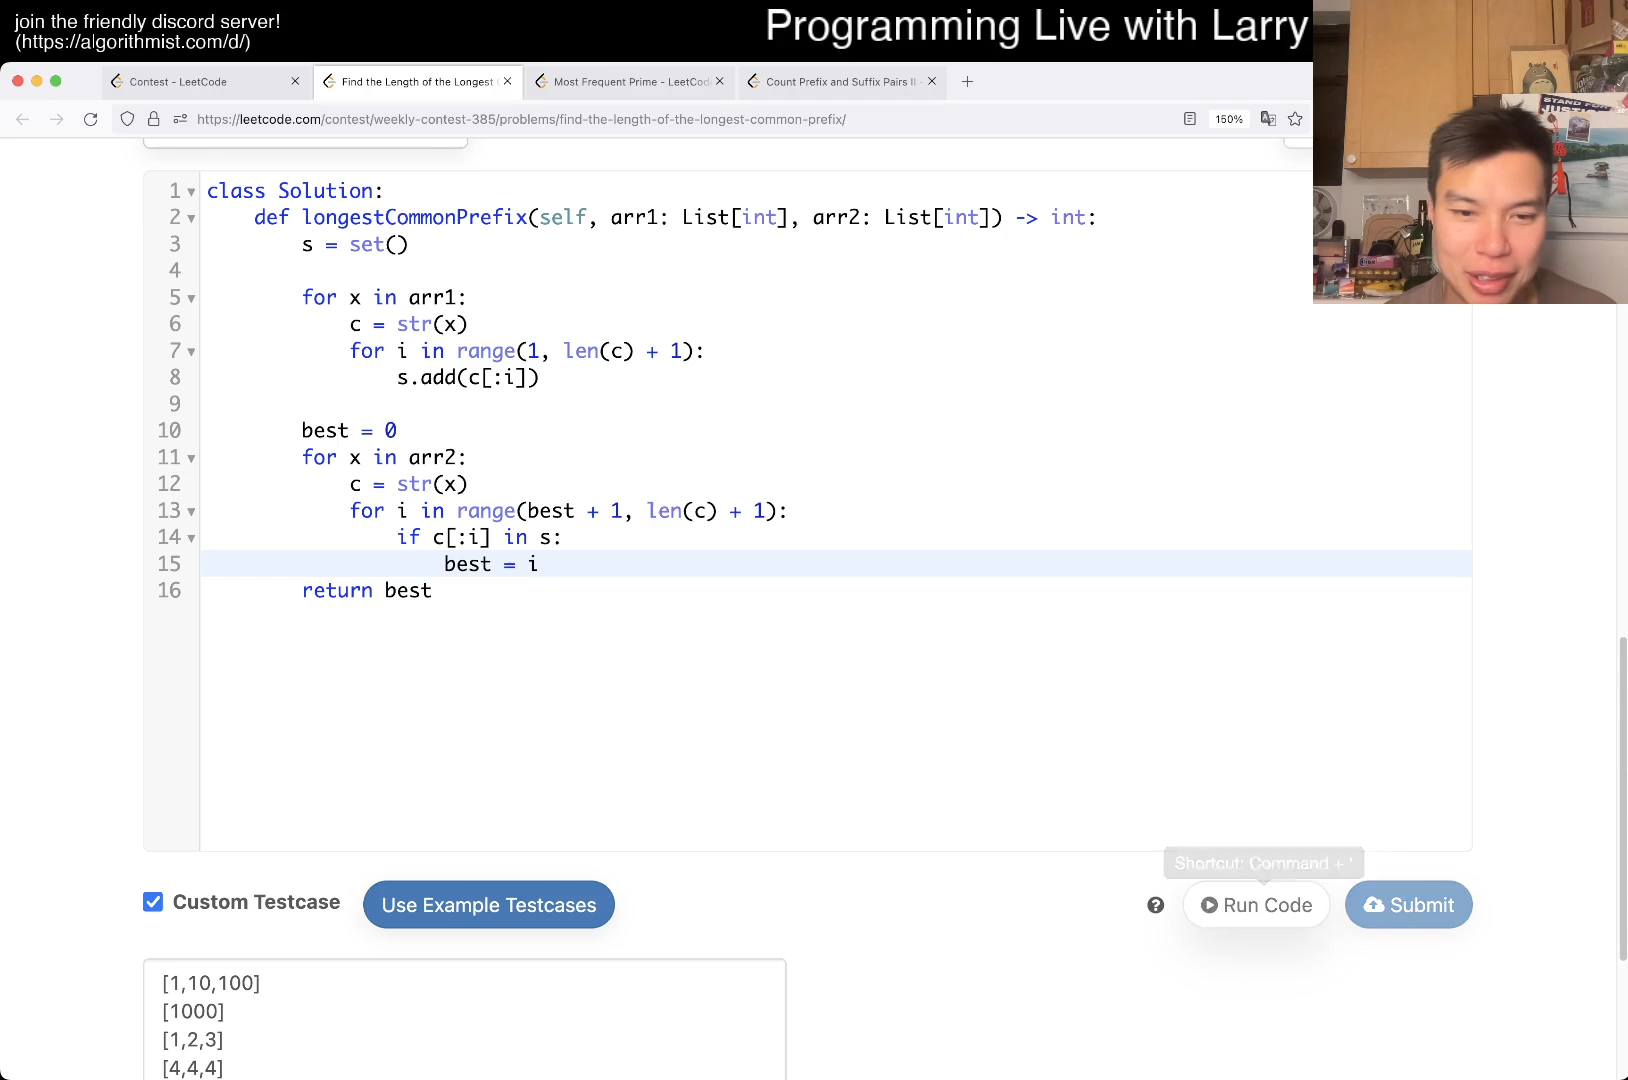 join the friendly discord server!
(https://algorithmist.com/d/)
Programming Live with Larry
Contest - LeetCode
Find the Length of the Longest
Most Frequent Prime - LeetCod
Count Prefix and Suffix Pairs II -
https://leetcode.com/contest/weekly-contest-385/problems/find-the-length-of-the-longest-common-prefix/
150%
STAND FOR
1 class Solution:
2 def longestCommonPrefix(self, arr1: List[int], arr2: List[int]) -> int:
3 s = set()
4
5 for x in arr1:
6 c = str(x)
7 for i in range(1, len(c) + 1):
8 s.add(c[:i])
9
10 best = 0
11 for x in arr2:
12 c = str(x)
13 for i in range(best + 1, len(c) + 1):
14 if c[:i] in s:
15 best = i
16 return best
Shortcut: Command + '
Custom Testcase
Use Example Testcases
Run Code
Submit
[1,10,100]
[1000]
[1,2,3]
[4,4,4]